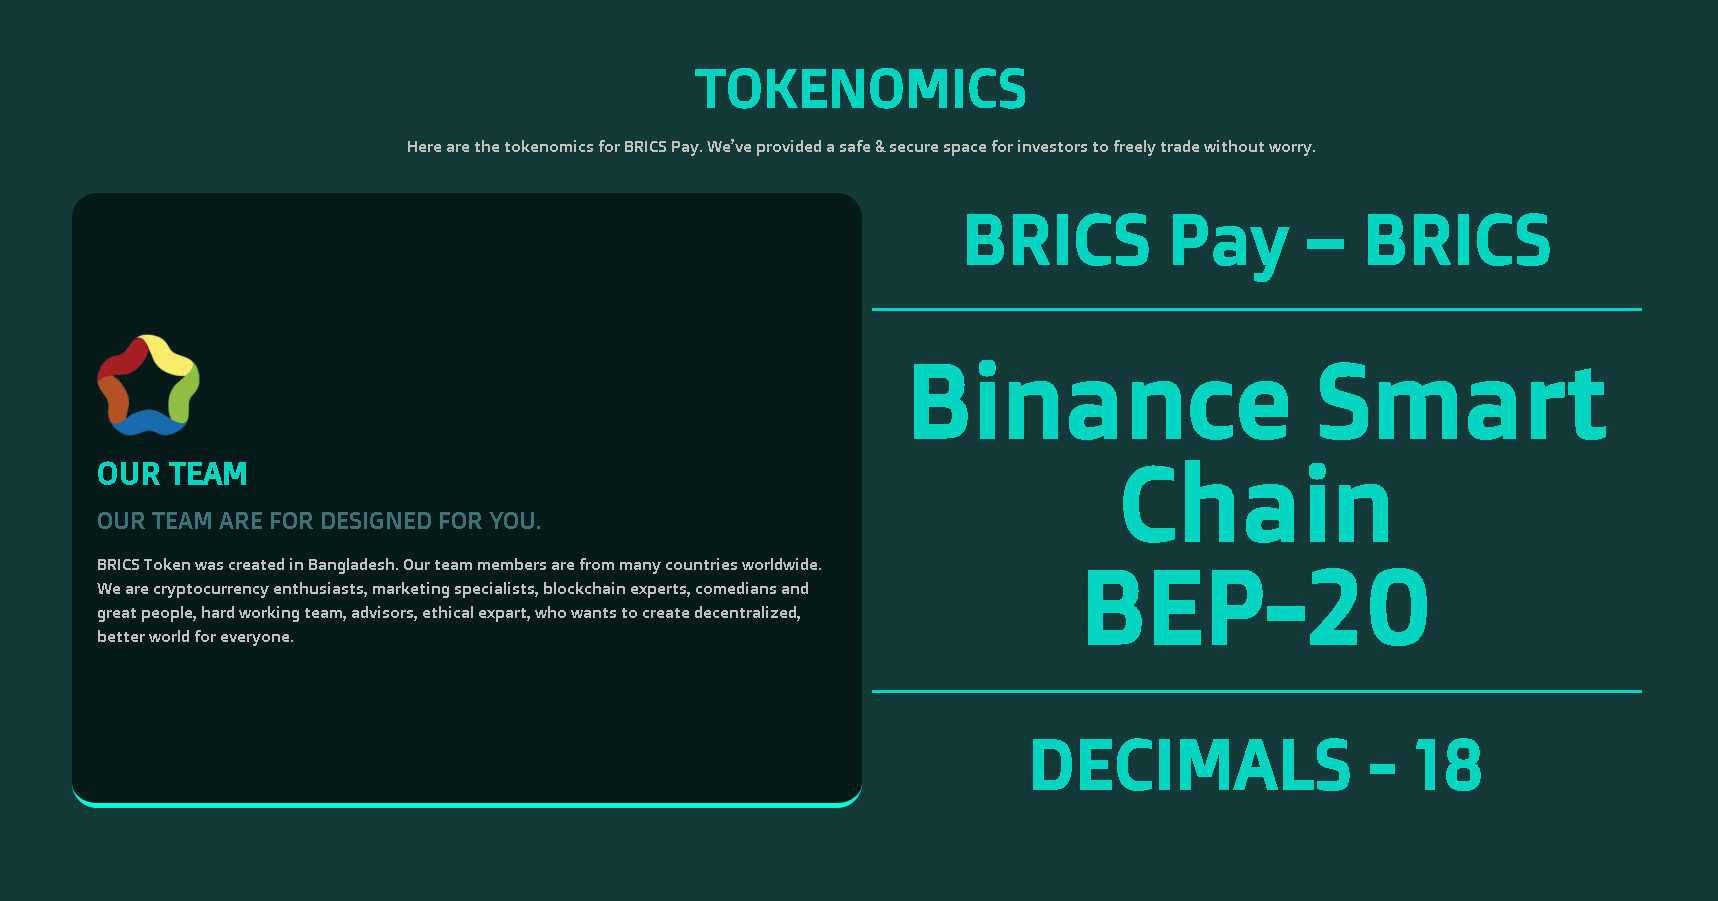 TOKENOMICS
Here are the tokenomics for BRICS Pay. We’ve provided a safe & secure space for investors to freely trade without worry.
OUR TEAM
OUR TEAM ARE FOR DESIGNED FOR YOU.
BRICS Token was created in Bangladesh. Our team members are from many countries worldwide.
We are cryptocurrency enthusiasts, marketing specialists, blockchain experts, comedians and
great people, hard working team, advisors, ethical expart, who wants to create decentralized,
better world for everyone.
BRICS Pay – BRICS
Binance Smart
Chain
BEP-20
DECIMALS - 18